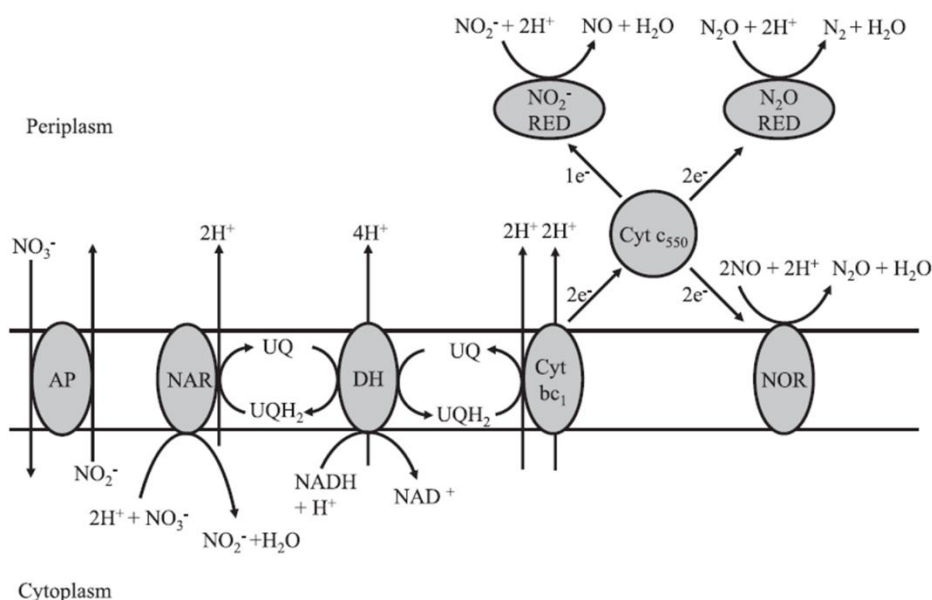 NO₂⁻ + 2H⁺ NO + H₂O N₂O + 2H⁺ N₂ + H₂O
NO₂⁻
RED
N₂O
RED
Periplasm
1e⁻ 2e⁻
Cyt c₅₅₀
NO₃⁻ 2H⁺ 4H⁺ 2H⁺ 2H⁺
2e⁻ 2e⁻
2NO + 2H⁺ N₂O + H₂O
AP NAR UQ DH UQ
UQH₂ UQH₂
Cyt
bc₁
NOR
NO₂⁻
NADH
+ H⁺
NAD⁺
2H⁺ + NO₃⁻
NO₂⁻+H₂O
Cytoplasm